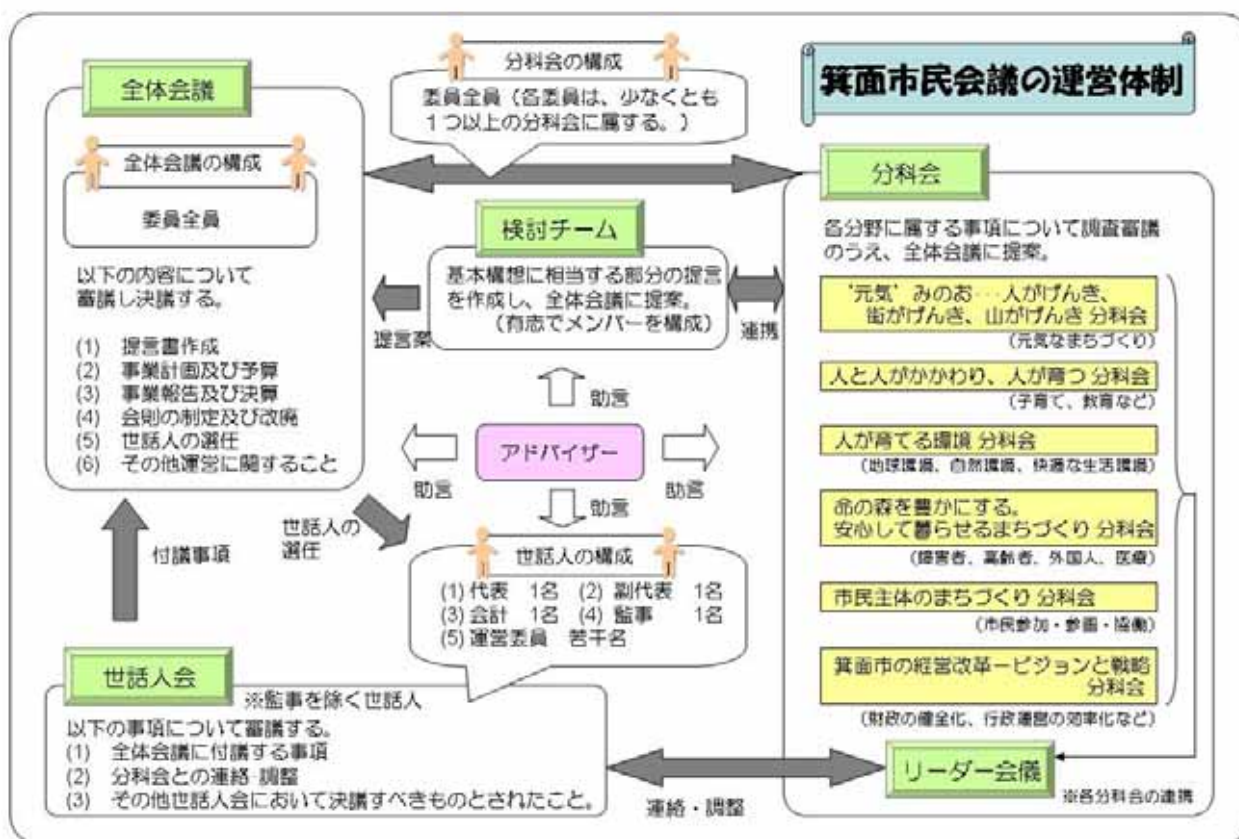 箕面市民会議の運営体制
全体会議
全体会議の構成
委員全員
以下の内容について
審議し決議する。
(1) 提言書作成
(2) 事業計画及び予算
(3) 事業報告及び決算
(4) 会則の制定及び改廃
(5) 世話人の選任
(6) その他運営に関すること
分科会の構成
委員全員（各委員は、少なくとも
１つ以上の分科会に属する。）
検討チーム
基本構想に相当する部分の提言
を作成し、全体会議に提案。
（有志でメンバーを構成）
提言案
連携
助言
アドバイザー
助言
助言
助言
世話人の
選任
付議事項
世話人の構成
(1) 代表 1名 (2) 副代表 1名
(3) 会計 1名 (4) 監事 1名
(5) 運営委員 若干名
世話人会
※監事を除く世話人
以下の事項について審議する。
(1) 全体会議に付議する事項
(2) 分科会との連絡・調整
(3) その他世話人会において決議すべきものとされたこと。
連絡・調整
分科会
各分野に属する事項について調査審議
のうえ、全体会議に提案。
‘元気’みのお…人がげんき、
街がげんき、山がげんき 分科会
（元気なまちづくり）
人と人がかかわり、人が育つ 分科会
（子育て、教育など）
人が育てる環境 分科会
（地球環境、自然環境、快適な生活環境）
命の森を豊かにする。
安心して暮らせるまちづくり 分科会
（障害者、高齢者、外国人、医療）
市民主体のまちづくり 分科会
（市民参加・参画・協働）
箕面市の経営改革ービジョンと戦略
分科会
（財政の健全化、行政運営の効率化など）
リーダー会儀
※各分科会の連携